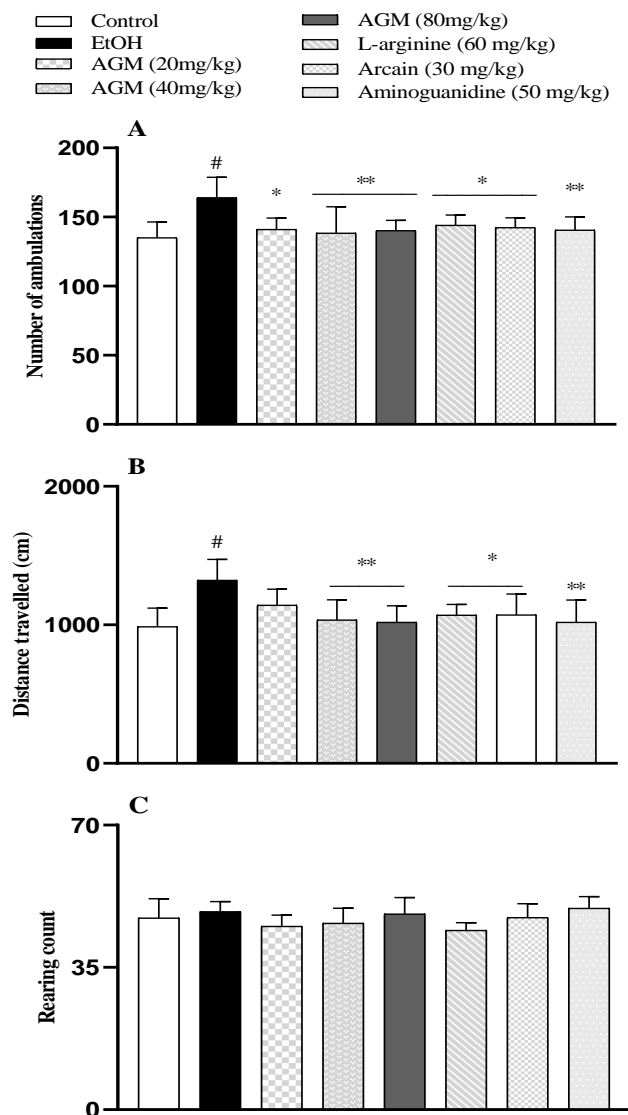 Control
EtOH
AGM (20mg/kg)
AGM (40mg/kg)
AGM (80mg/kg)
L-arginine (60 mg/kg)
Arcain (30 mg/kg)
Aminoguanidine (50 mg/kg)
A
200
150
100
50
0
Number of ambulations
#
*
**
*
**
B
2000
1000
0
Distance travelled (cm)
#
**
*
**
C
70
35
0
Rearing count